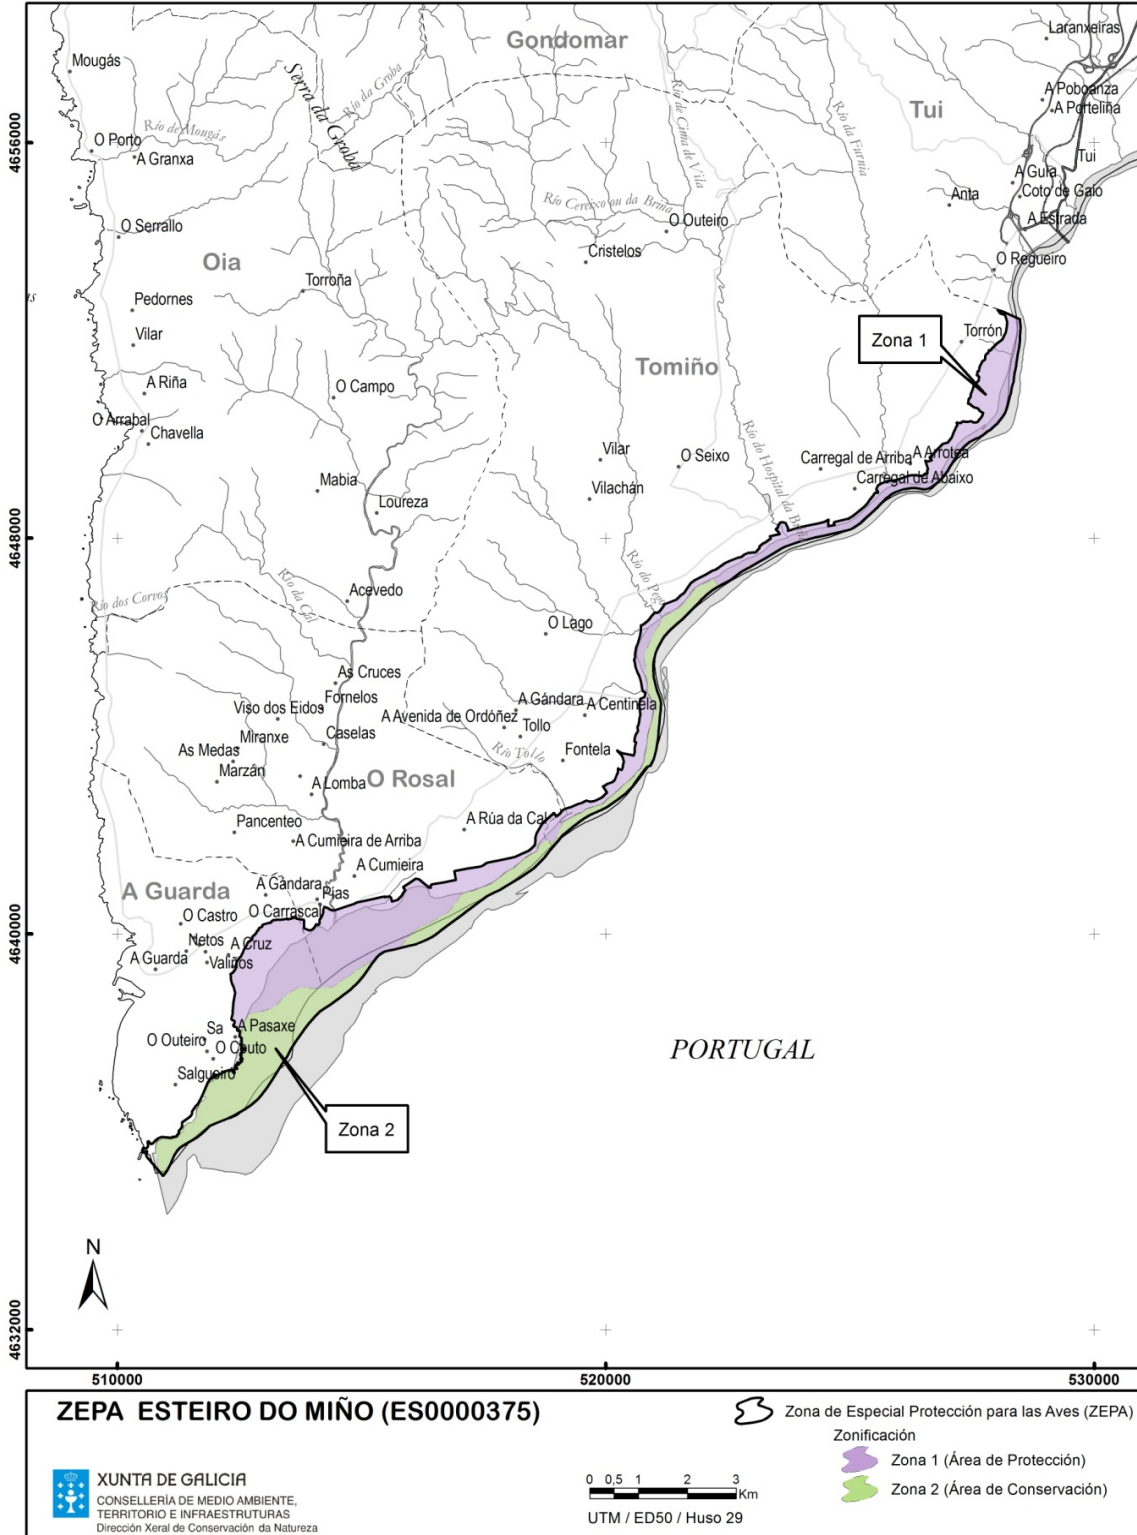 Gondomar
Laranxeiras
Mougás
Serra da Groba
Río da Groba
Río de Cima de Vila
Río da Furnia
Tui
A Poboanza
A Porteliña
4656000
O Porto
Río de Mougás
A Granxa
Tui
A Guía
Coto de Galo
Anta
A Estrada
Río Cereixo ou da Briña
O Outeiro
O Serrallo
Oia
Cristelos
O Regueiro
Torroña
Pedornes
Vilar
Zona 1
Torrón
Tomiño
A Riña
O Campo
O Arrabal
Chavella
Vilar
O Seixo
Río do Hospital da Briña
Carregal de Arriba
A Arrotea
Carregal de Abaixo
Mabia
Vilachán
Loureza
4648000
Río do Pego
Río da Cal
Río dos Corvos
Acevedo
O Lago
As Cruces
Fornelos
Viso dos Eidos
A Gándara
A Centinela
A Avenida de Ordóñez
Tollo
Miranxe
Caselas
As Medas
Río Tollo
Fontela
Marzán
A Lomba
O Rosal
Pancenteo
A Rúa da Cal
A Cumieira de Arriba
A Cumieira
A Guarda
A Gándara
Pías
O Castro
O Carrascal
4640000
Netos
A Cruz
A Guarda
Valiños
Sa
A Pasaxe
O Outeiro
O Couto
Salgueiro
PORTUGAL
Zona 2
N
4632000
510000
520000
530000
ZEPA ESTEIRO DO MIÑO (ES0000375)
Zona de Especial Protección para las Aves (ZEPA)
Zonificación
Zona 1 (Área de Protección)
Zona 2 (Área de Conservación)
XUNTA DE GALICIA
CONSELLERÍA DE MEDIO AMBIENTE,
TERRITORIO E INFRAESTRUTURAS
Dirección Xeral de Conservación da Natureza
0 0,5 1 2 3
Km
UTM / ED50 / Huso 29